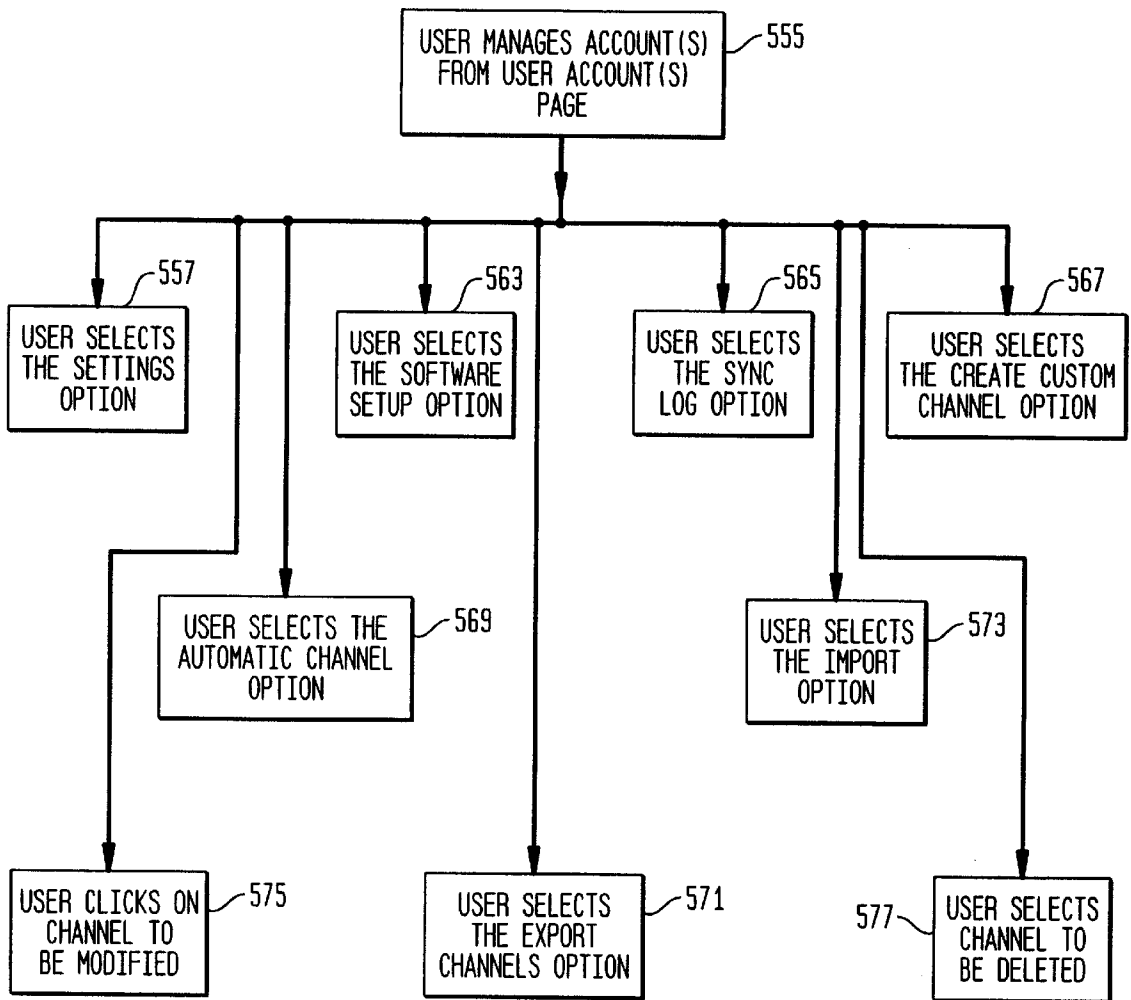 USER MANAGES ACCOUNT(S)
FROM USER ACCOUNT(S)
PAGE
555
557
USER SELECTS
THE SETTINGS
OPTION
563
USER SELECTS
THE SOFTWARE
SETUP OPTION
565
USER SELECTS
THE SYNC
LOG OPTION
567
USER SELECTS
THE CREATE CUSTOM
CHANNEL OPTION
USER SELECTS THE
AUTOMATIC CHANNEL
OPTION
569
USER SELECTS
THE IMPORT
OPTION
573
USER CLICKS ON
CHANNEL TO
BE MODIFIED
575
USER SELECTS
THE EXPORT
CHANNELS OPTION
571
577
USER SELECTS
CHANNEL TO
BE DELETED